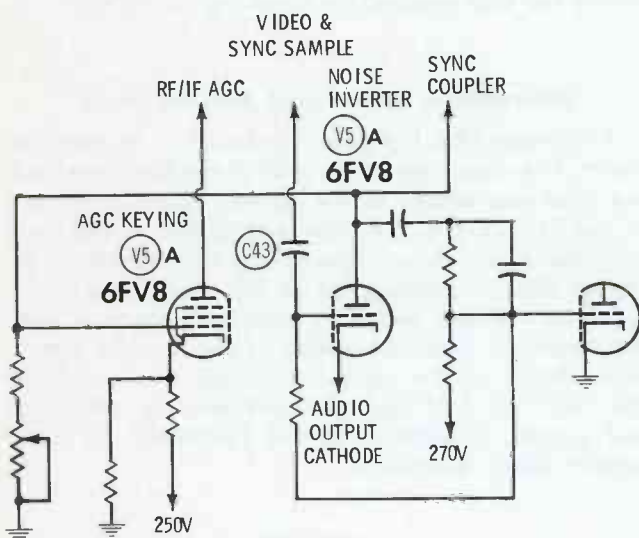 VIDEO &
SYNC SAMPLE
RF/IF AGC
NOISE
INVERTER
V5 A
6FV8
SYNC
COUPLER
AGC KEYING
V5 A
6FV8
C43
AUDIO
OUTPUT
CATHODE
270V
250V